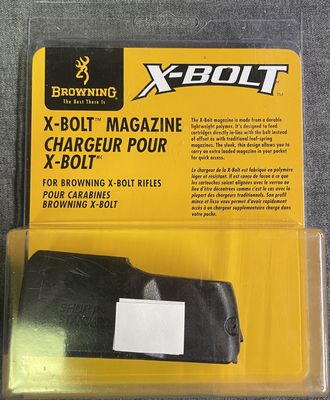 BROWNING
The Best There Is
X-BOLT
TM
X-BOLT™ MAGAZINE
CHARGEUR POUR
X-BOLT MC
FOR BROWNING X-BOLT RIFLES
POUR CARABINES
BROWNING X-BOLT
The X-Bolt magazine is made from a durable
lightweight polymer. It's designed to feed
cartridges directly in-line with the bolt instead
of offset as with traditional leaf-spring
magazines. The sleek, thin design allows you to
carry an extra loaded magazine in your pocket
for quick access.
Le chargeur de la X-Bolt est fabriqué en polymère
léger et résistant. Il est conçu de façon à ce que
les cartouches soient alignées avec le verrou au
lieu d'être désorientées comme c'est le cas avec la
plupart des chargeurs traditionnels. Son profil
mince et lisse vous permet d'avoir rapidement
accès à un chargeur supplémentaire chargé dans
votre poche.
SHORT